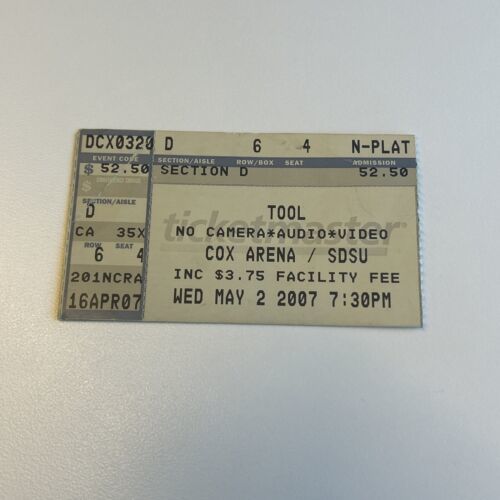 DCX0320 D 6 4 N-PLAT
EVENT CODE SECTION/AISLE ROW/BOX SEAT ADMISSION
$ 52.50 SECTION D 52.50
$
SECTION/AISLE
D TOOL
ticketmaster
CA 35X NO CAMERA*AUDIO*VIDEO
ROW SEAT
6 4 COX ARENA / SDSU
201NCRA INC $3.75 FACILITY FEE
16APR07 WED MAY 2 2007 7:30PM